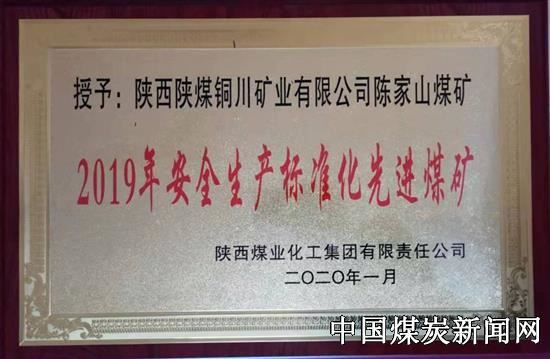 授予：陕西陕煤铜川矿业有限公司陈家山煤矿
2019年安全生产标准化先进煤矿
陕西煤业化工集团有限责任公司
二〇二〇年一月
中国煤炭新闻网